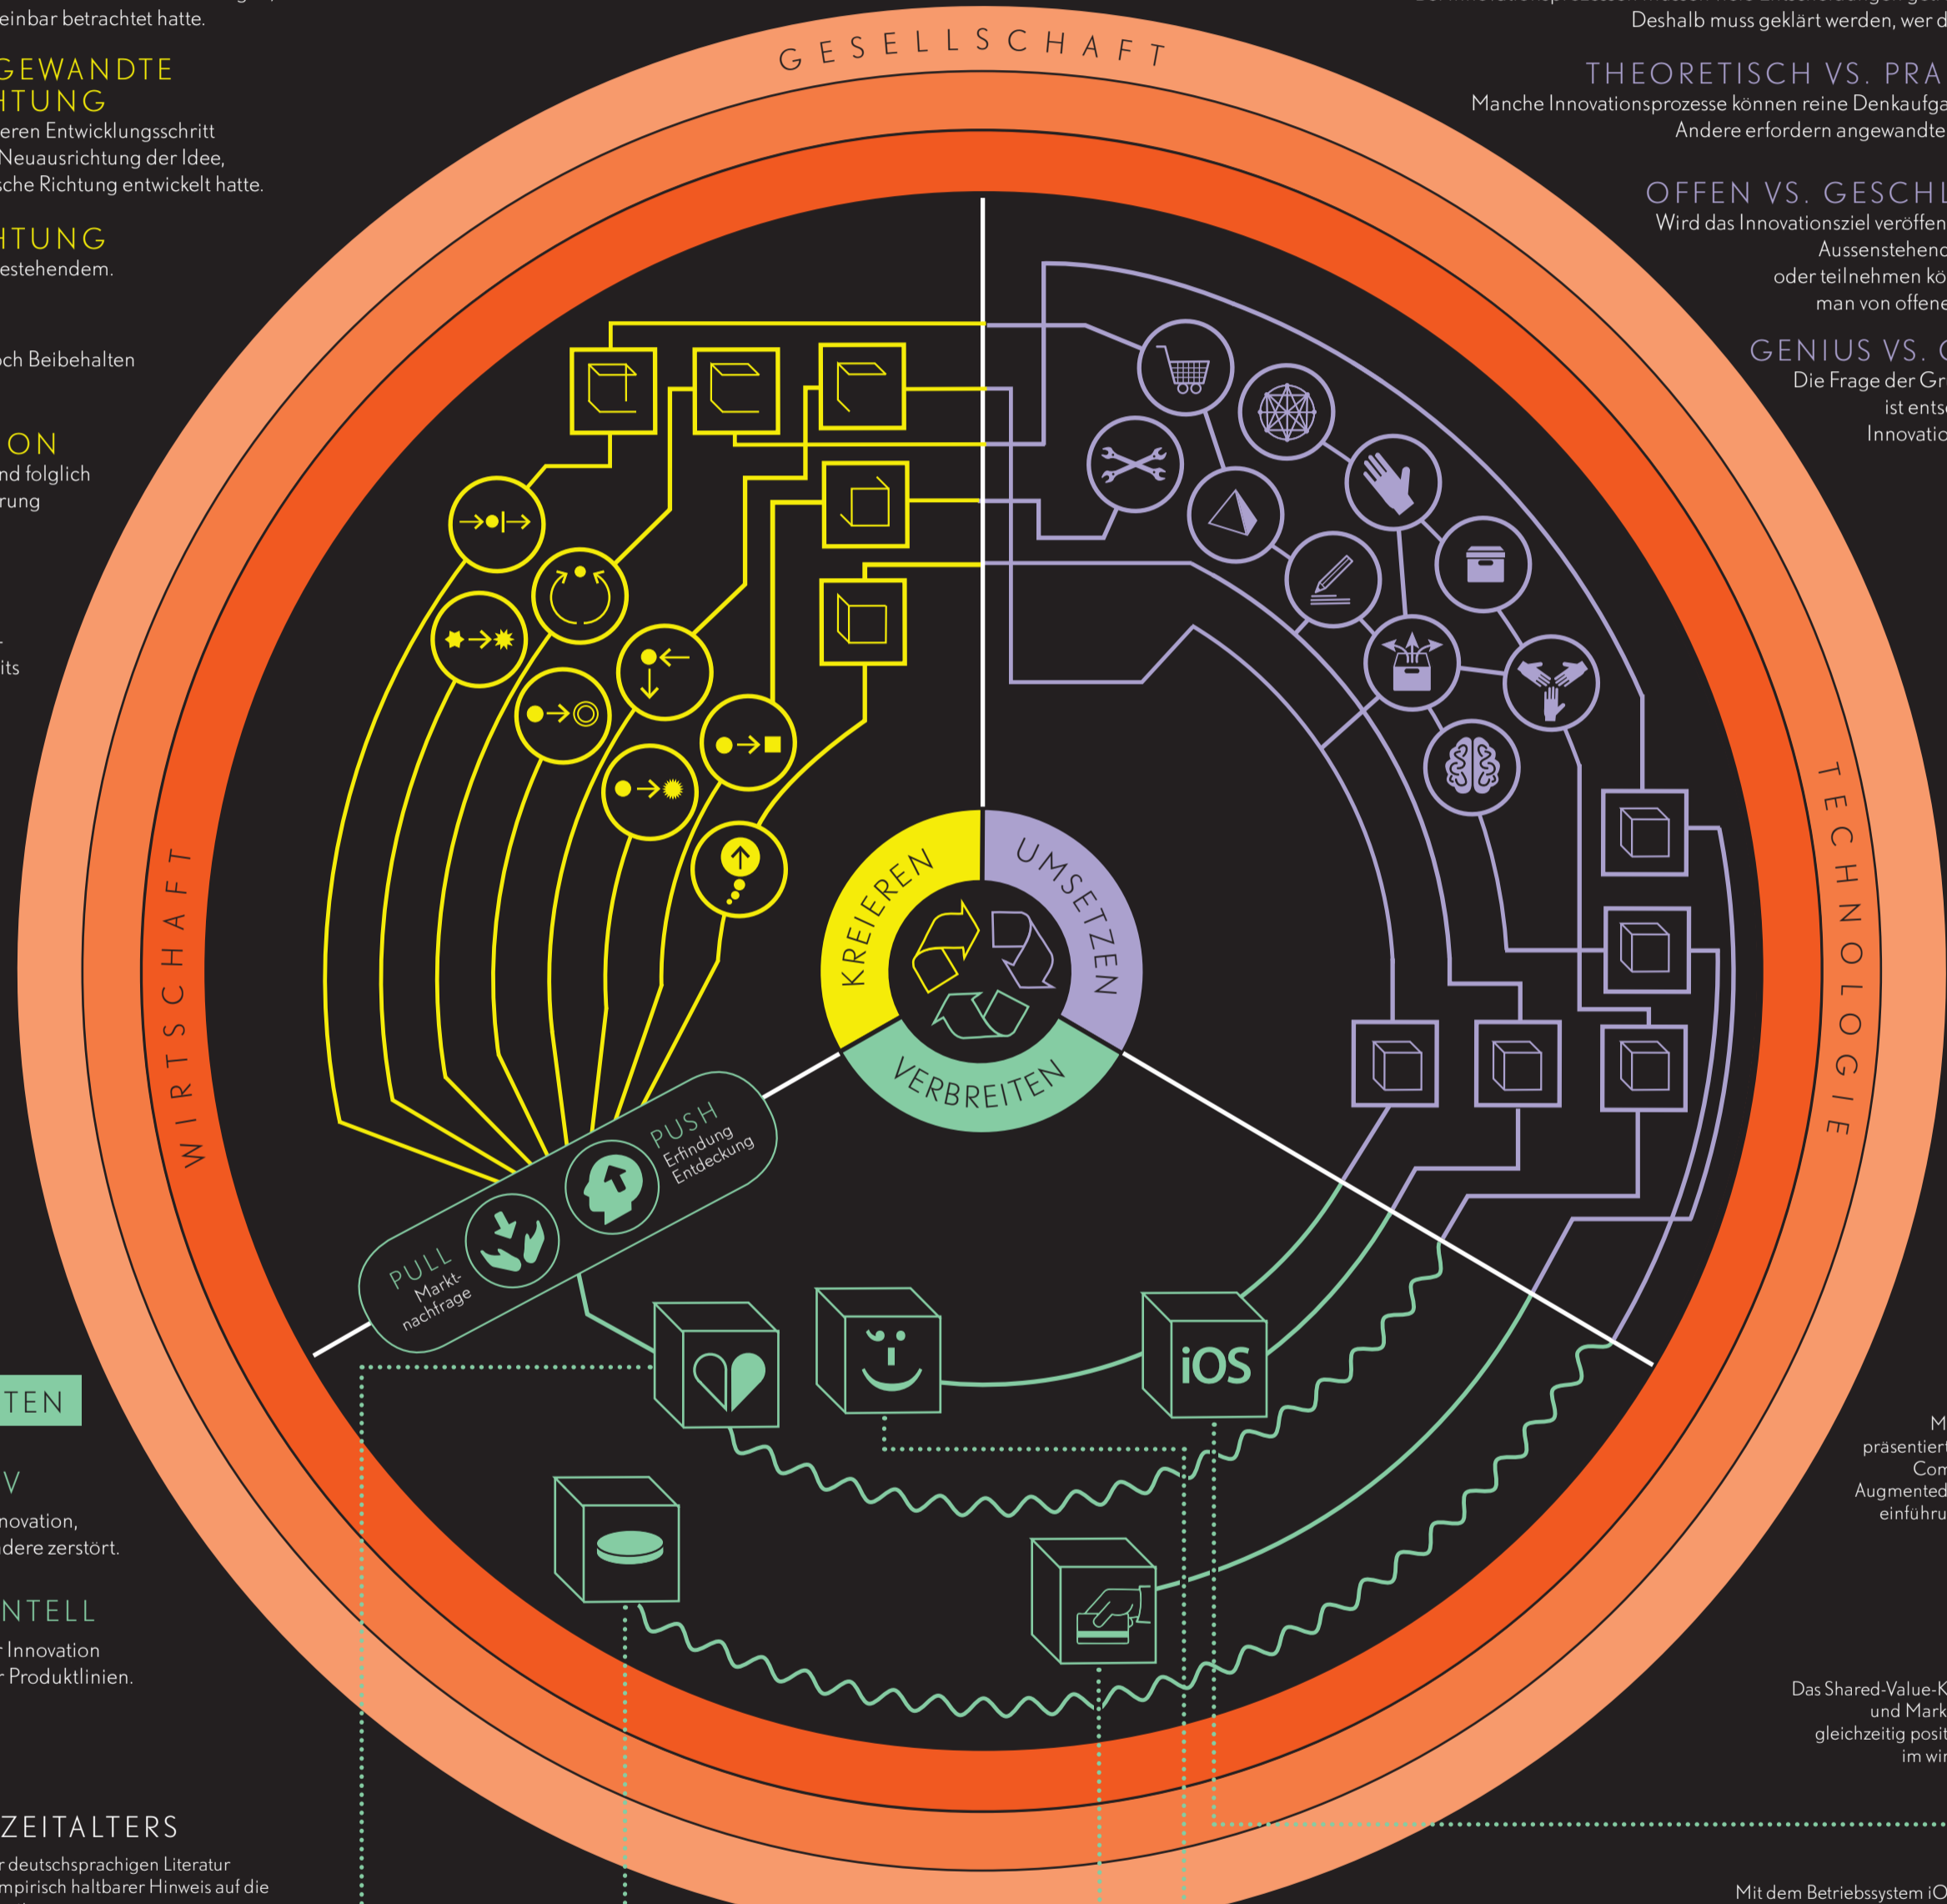 einbar betrachtet hatte.
GEWANDTE
HTUNG
eren Entwicklungsschritt
Neuausrichtung der Idee,
sche Richtung entwickelt hatte.
HTUNG
estehendem.
och Beibehalten
ON
nd folglich
rung
its
TEN
V
novation,
dere zerstört.
NTELL
r Innovation
r Produktlinien.
ZEITALTERS
r deutschsprachigen Literatur
mpirisch haltbarer Hinweis auf die
GESELLSCHAFT
WIRTSCHAFT
TECHNOLOGIE
KREIEREN
UMSETZEN
VERBREITEN
PUSH
Erfindung
Entdeckung
PULL
Markt-
nachfrage
iOS
Deshalb muss geklärt werden, wer d
THEORETISCH VS. PRA
Manche Innovationsprozesse können reine Denkaufga
Andere erfordern angewandte
OFFEN VS. GESCHL
Wird das Innovationsziel veröffen
Aussenstehend
oder teilnehmen kö
man von offene
GENIUS VS.
Die Frage der Gr
ist ents
Innovatio
M
präsentiert
Com
Augmented
einführu
Das Shared-Value-K
und Mark
gleichzeitig posit
im wir
Mit dem Betriebssystem iO